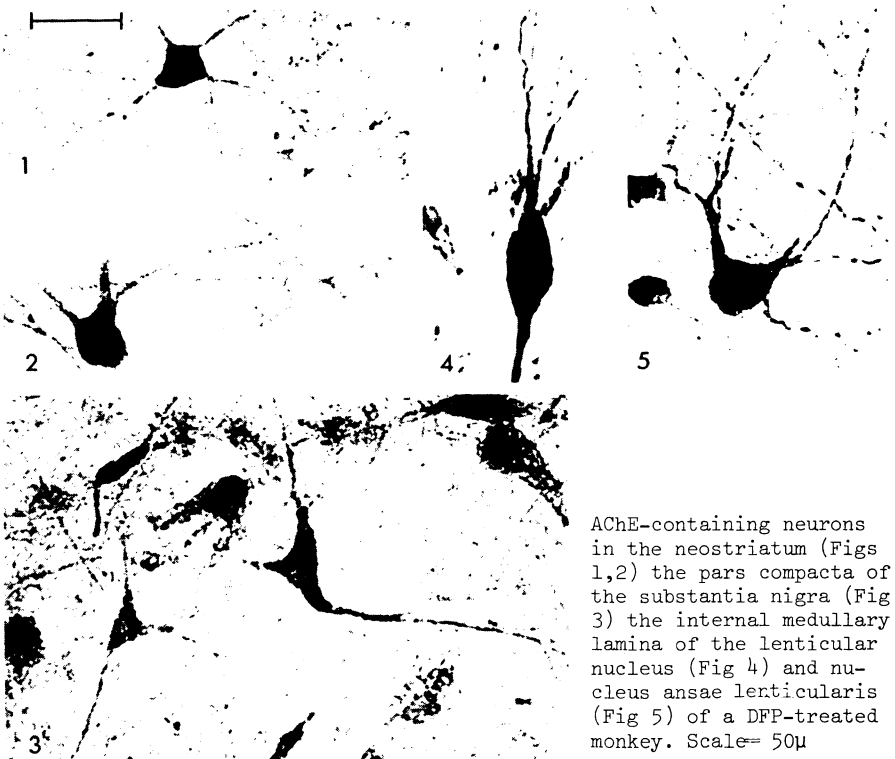 1
2
4
5
3
AChE-containing neurons
in the neostriatum (Figs
1,2) the pars compacta of
the substantia nigra (Fig
3) the internal medullary
lamina of the lenticular
nucleus (Fig 4) and nu-
cleus ansae lenticularis
(Fig 5) of a DFP-treated
monkey. Scale= 50μ